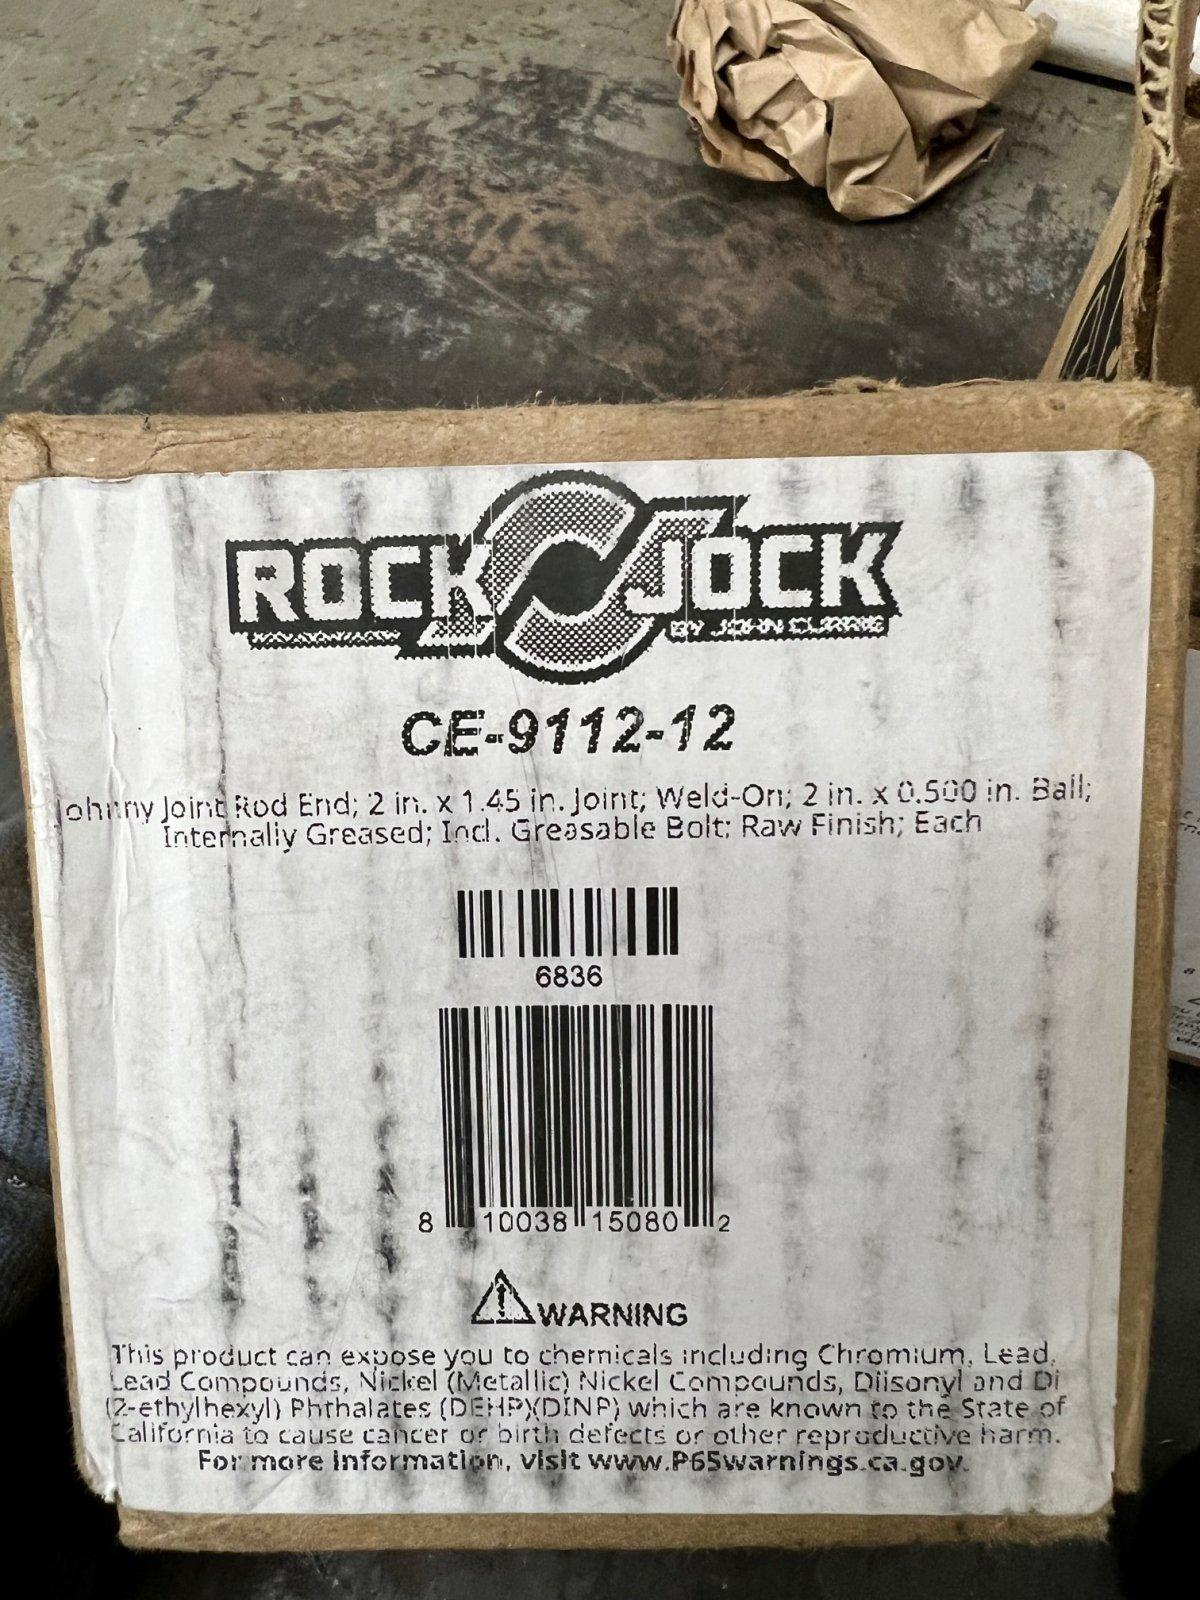 ROCK JOCK
BY JOHN CURRIE
CE-9112-12
Johnny Joint Rod End; 2 in. x 1.45 in. Joint; Weld-On; 2 in. x 0.500 in. Ball;
Internally Greased; Incl. Greasable Bolt; Raw Finish; Each
6836
8 10038 15080 2
WARNING
This product can expose you to chemicals including Chromium, Lead,
Lead Compounds, Nickel (Metallic) Nickel Compounds, Diisonyl and Di
(2-ethylhexyl) Phthalates (DEHP)(DINP) which are known to the State of
California to cause cancer or birth defects or other reproductive harm.
For more information, visit www.P65warnings.ca.gov.